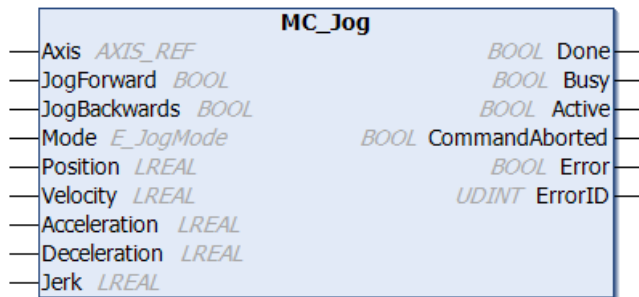 MC_Jog
Axis AXIS_REF BOOL Done
JogForward BOOL BOOL Busy
JogBackwards BOOL BOOL Active
Mode E_JogMode BOOL CommandAborted
Position LREAL BOOL Error
Velocity LREAL UDINT ErrorID
Acceleration LREAL
Deceleration LREAL
Jerk LREAL